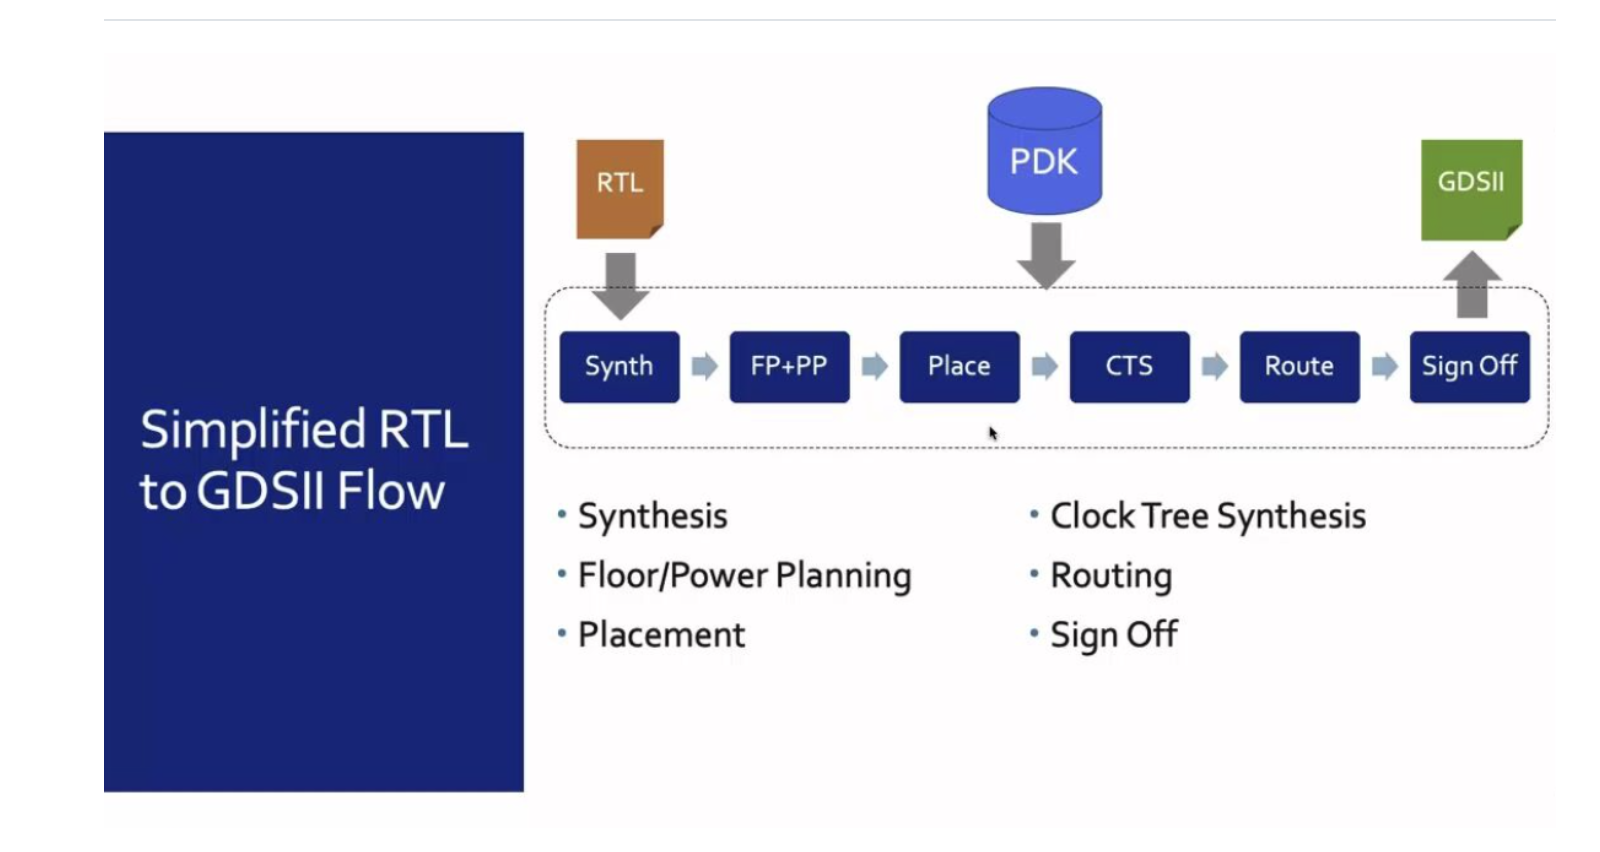 Simplified RTL
to GDSII Flow
RTL
PDK
GDSII
Synth
FP+PP
Place
CTS
Route
Sign Off
• Synthesis
• Floor/Power Planning
• Placement
• Clock Tree Synthesis
• Routing
• Sign Off